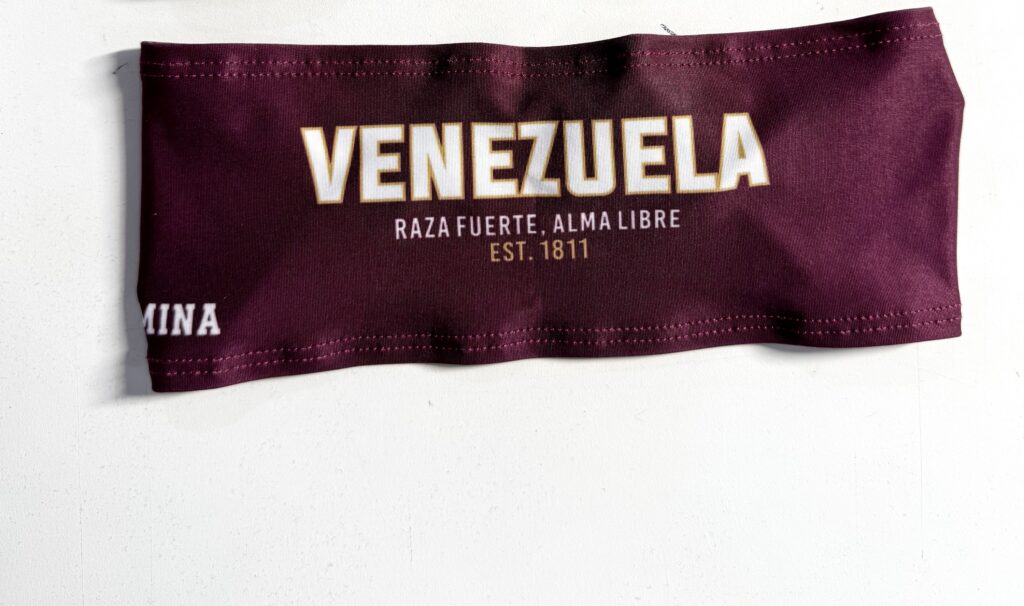 VENEZUELA
RAZA FUERTE, ALMA LIBRE
EST. 1811
MINA